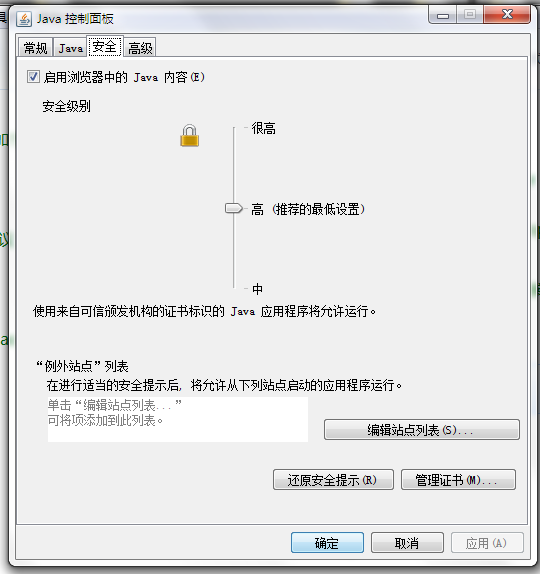 Java 控制面板
常规
Java
安全
高级
启用浏览器中的 Java 内容(E)
安全级别
很高
高 (推荐的最低设置)
中
使用来自可信颁发机构的证书标识的 Java 应用程序将允许运行。
“例外站点”列表
在进行适当的安全提示后, 将允许从下列站点启动的应用程序运行。
单击“编辑站点列表...”
可将项添加到此列表。
编辑站点列表(S)...
还原安全提示(R)
管理证书(M)...
确定
取消
应用(A)